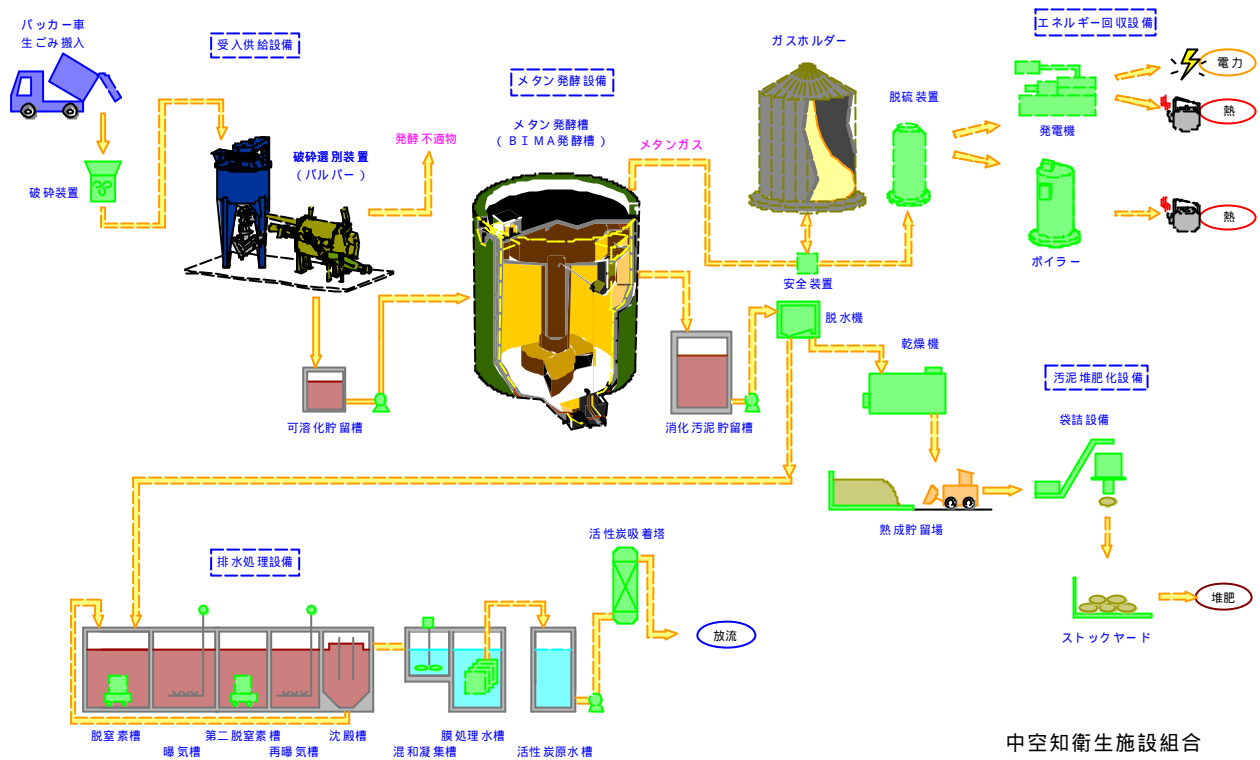 パッカー車
生ごみ搬入
受入供給設備
破砕装置
破砕選別装置
(パルパー)
発酵不適物
可溶化貯留槽
メタン発酵設備
メタン発酵槽
(BIMA発酵槽)
メタンガス
消化汚泥貯留槽
ガスホルダー
安全装置
脱硫装置
エネルギー回収設備
発電機
電力
熱
ボイラー
熱
脱水機
乾燥機
汚泥堆肥化設備
袋詰設備
熟成貯留場
ストックヤード
堆肥
排水処理設備
活性炭吸着塔
放流
脱窒素槽
曝気槽
第二脱窒素槽
再曝気槽
沈殿槽
混和凝集槽
膜処理水槽
活性炭原水槽
中空知衛生施設組合